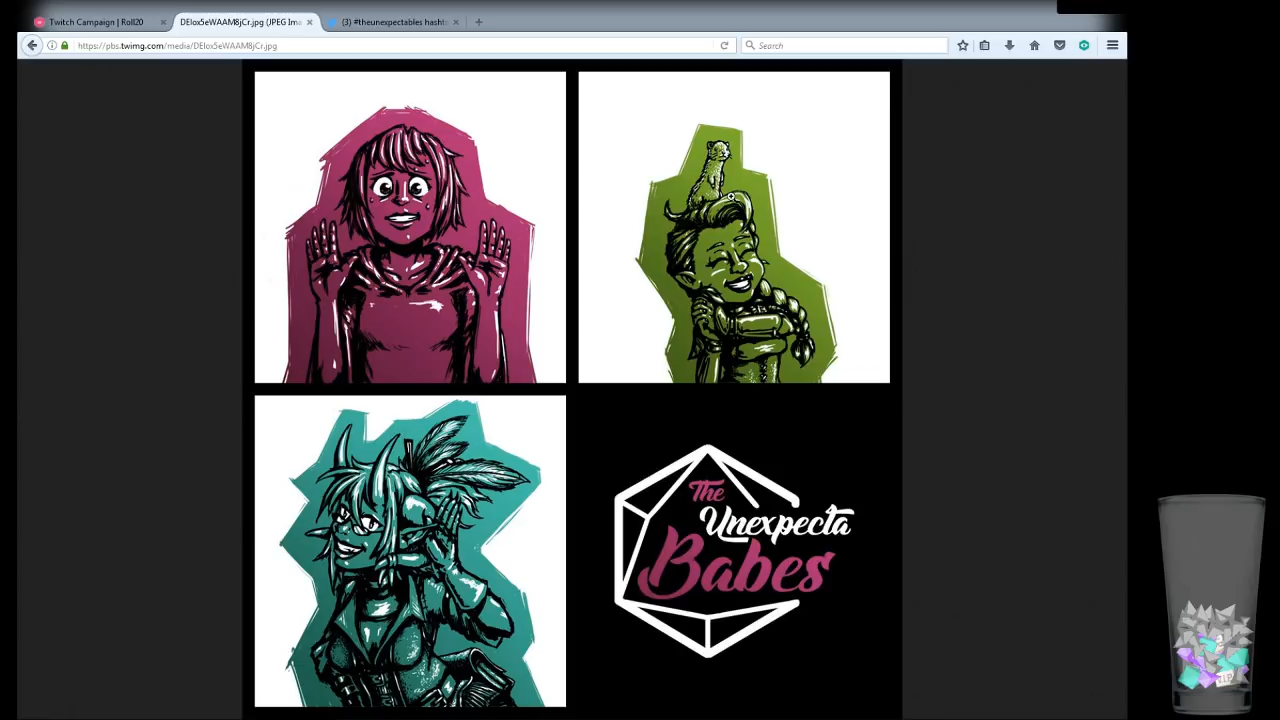 Twitch Campaign | Roll20
DEIox5eWAAM8jCr.jpg (JPEG Ima
(3) #theunexpectables hasht
https://pbs.twimg.com/media/DEIox5eWAAM8jCr.jpg
Search
The
Unexpecta
Babes